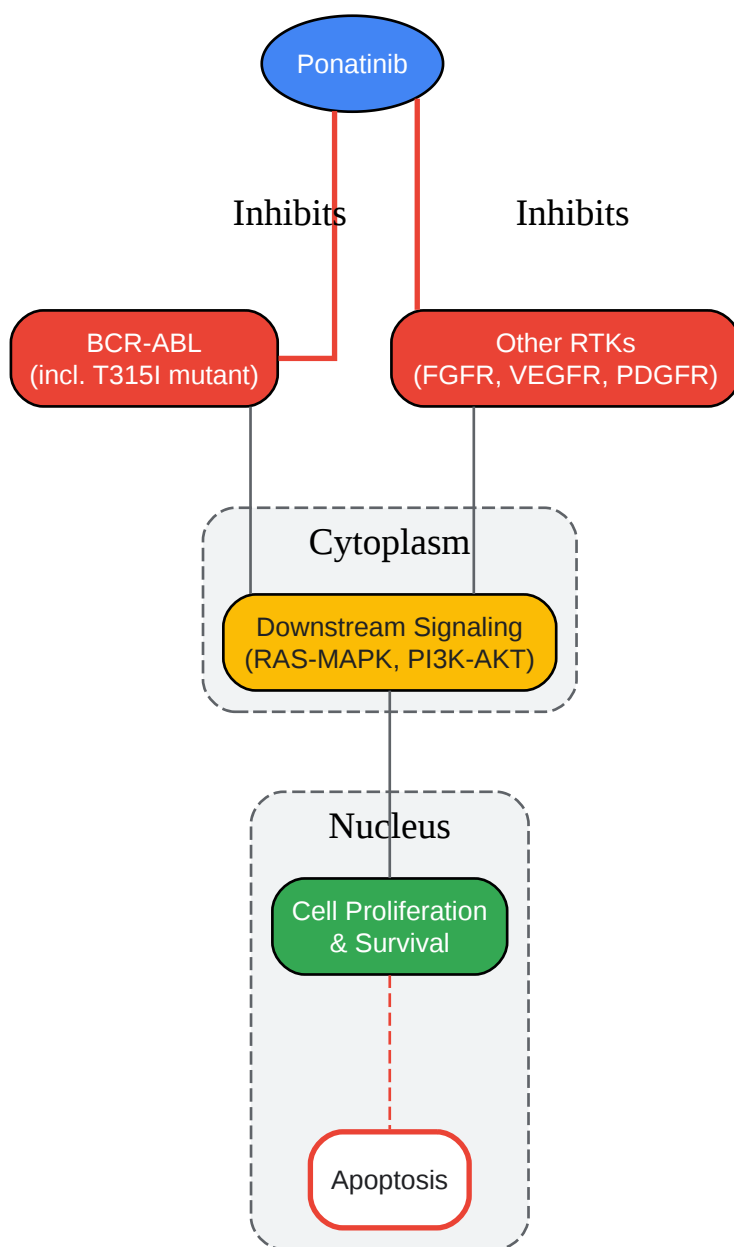 Ponatinib
Inhibits
Inhibits
BCR-ABL
(incl. T315I mutant)
Other RTKs
(FGFR, VEGFR, PDGFR)
Cytoplasm
Downstream Signaling
(RAS-MAPK, PI3K-AKT)
Nucleus
Cell Proliferation
& Survival
Apoptosis